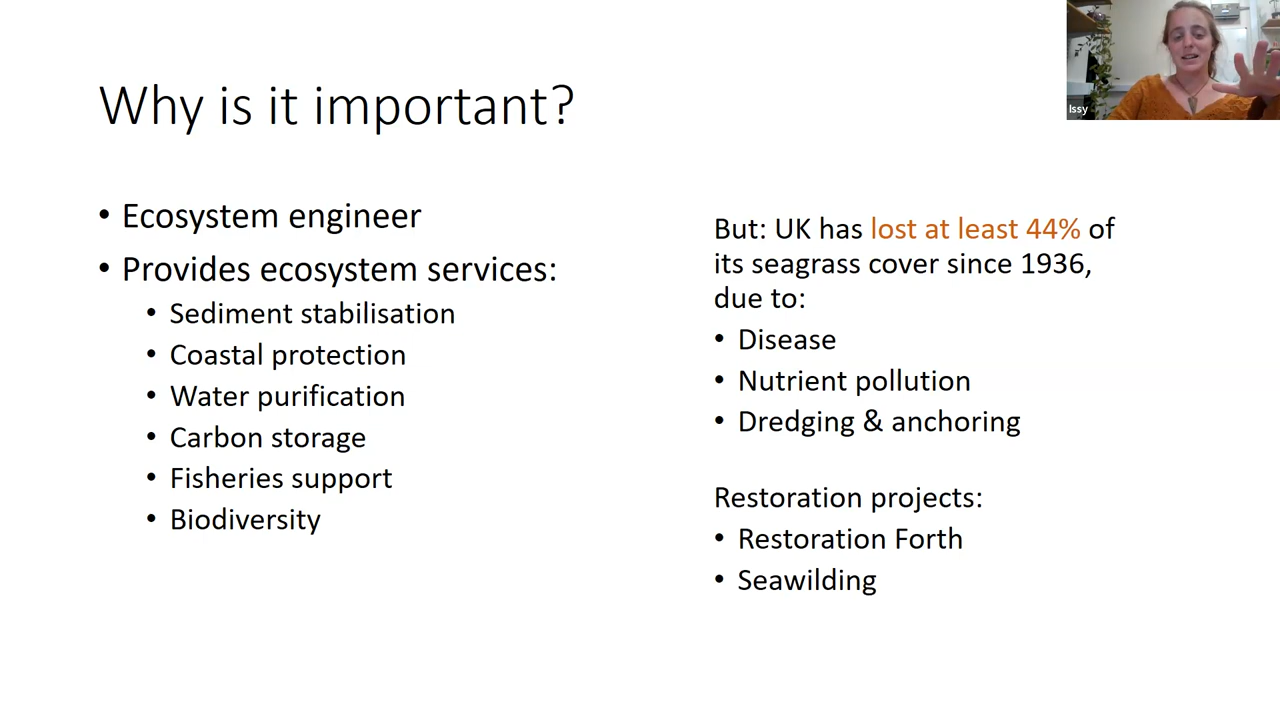 Why is it important?
• Ecosystem engineer
• Provides ecosystem services:
• Sediment stabilisation
• Coastal protection
• Water purification
• Carbon storage
• Fisheries support
• Biodiversity
But: UK has lost at least 44% of
its seagrass cover since 1936,
due to:
• Disease
• Nutrient pollution
• Dredging & anchoring
Restoration projects:
• Restoration Forth
• Seawilding
Issy